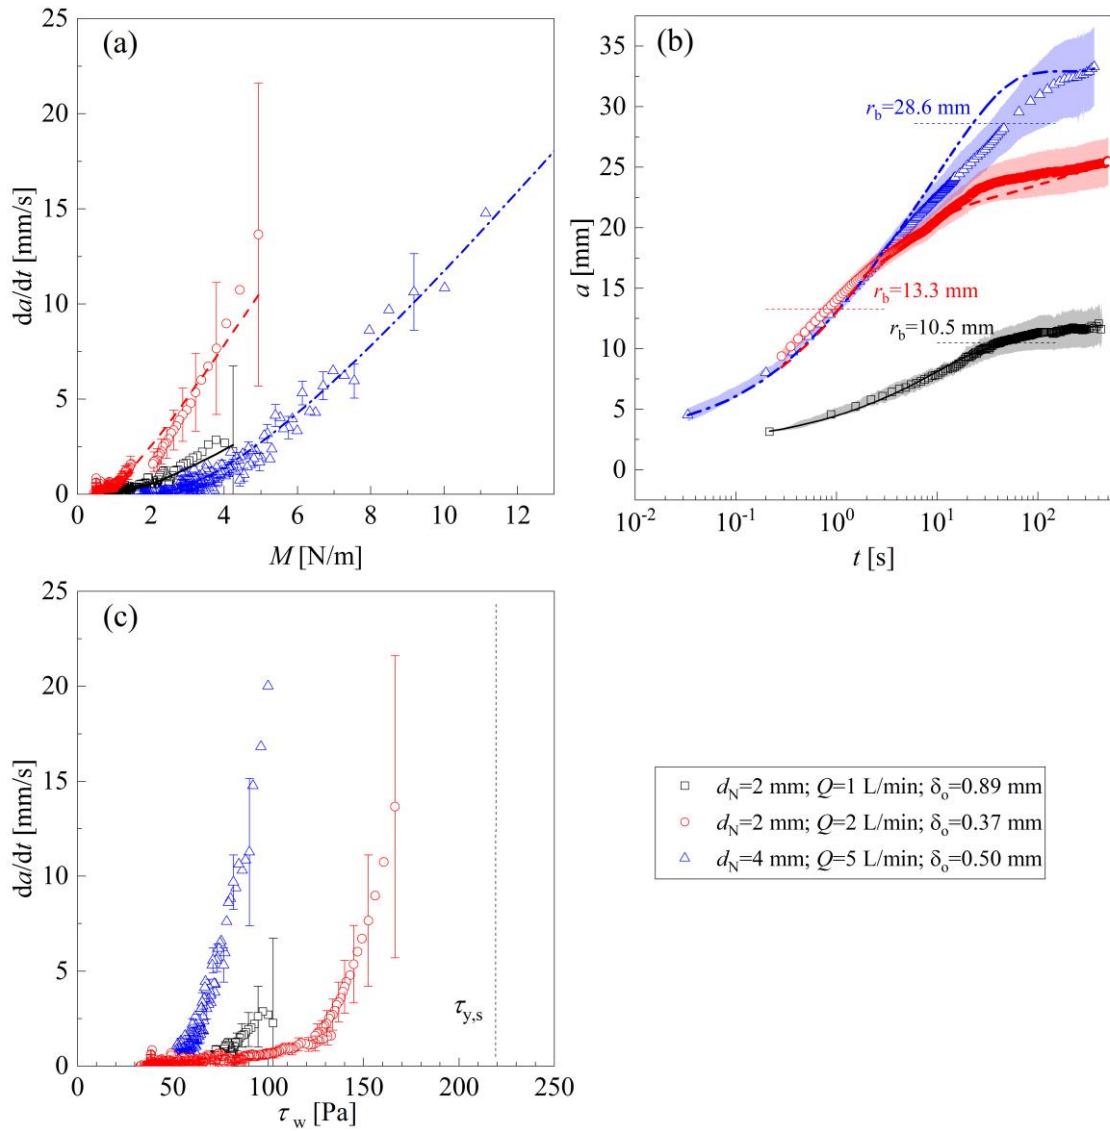 (a)
25
20
15
10
5
0
da/dt [mm/s]
0 2 4 6 8 10 12
M [N/m]
(b)
35
30
25
20
15
10
5
0
a [mm]
r_b=28.6 mm
r_b=13.3 mm
r_b=10.5 mm
10^-2 10^-1 10^0 10^1 10^2
t [s]
(c)
25
20
15
10
5
0
da/dt [mm/s]
τ_y,s
50 100 150 200 250
τ_w [Pa]
d_N=2 mm; Q=1 L/min; δ_o=0.89 mm
d_N=2 mm; Q=2 L/min; δ_o=0.37 mm
d_N=4 mm; Q=5 L/min; δ_o=0.50 mm